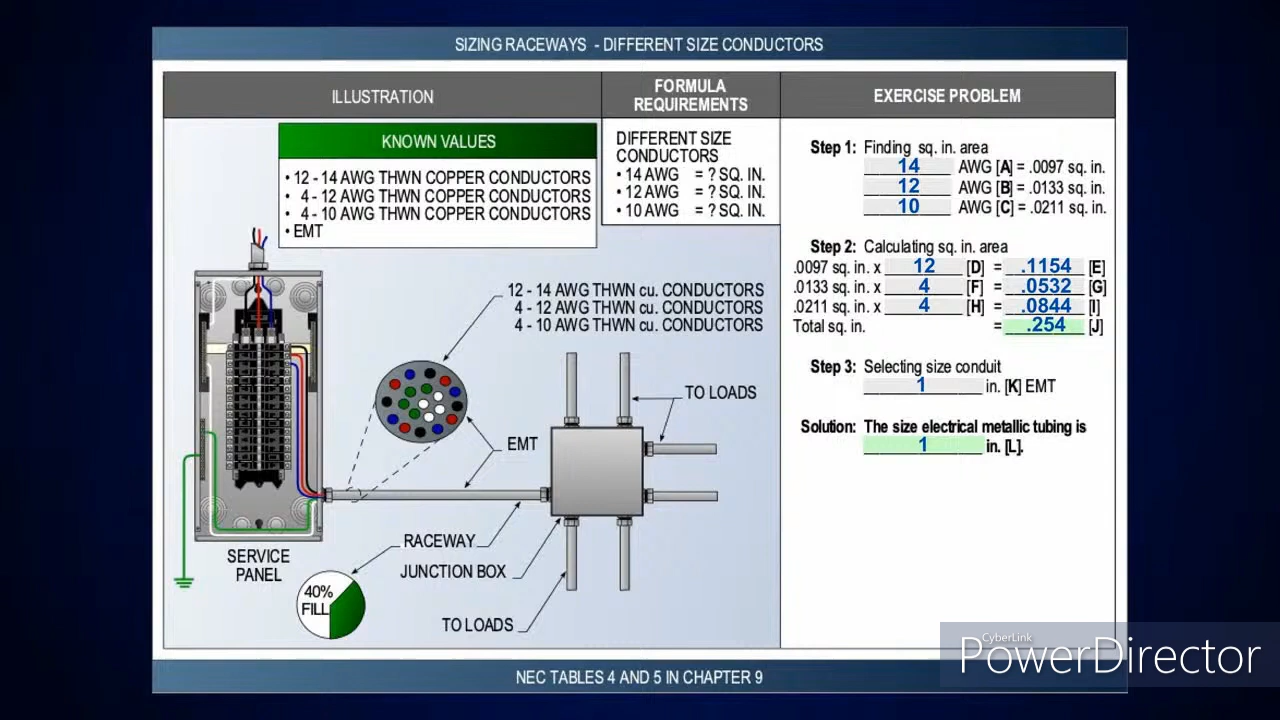 SIZING RACEWAYS - DIFFERENT SIZE CONDUCTORS
ILLUSTRATION
FORMULA
REQUIREMENTS
EXERCISE PROBLEM
KNOWN VALUES
• 12 - 14 AWG THWN COPPER CONDUCTORS
• 4 - 12 AWG THWN COPPER CONDUCTORS
• 4 - 10 AWG THWN COPPER CONDUCTORS
• EMT
DIFFERENT SIZE
CONDUCTORS
• 14 AWG = ? SQ. IN.
• 12 AWG = ? SQ. IN.
• 10 AWG = ? SQ. IN.
12 - 14 AWG THWN cu. CONDUCTORS
4 - 12 AWG THWN cu. CONDUCTORS
4 - 10 AWG THWN cu. CONDUCTORS
TO LOADS
EMT
RACEWAY
JUNCTION BOX
SERVICE
PANEL
40%
FILL
TO LOADS
Step 1: Finding sq. in. area
14 AWG [A] = .0097 sq. in.
12 AWG [B] = .0133 sq. in.
10 AWG [C] = .0211 sq. in.
Step 2: Calculating sq. in. area
.0097 sq. in. x 12 [D] = .1154 [E]
.0133 sq. in. x 4 [F] = .0532 [G]
.0211 sq. in. x 4 [H] = .0844 [I]
Total sq. in. = .254 [J]
Step 3: Selecting size conduit
1 in. [K] EMT
Solution: The size electrical metallic tubing is
1 in. [L].
NEC TABLES 4 AND 5 IN CHAPTER 9
CyberLink
PowerDirector